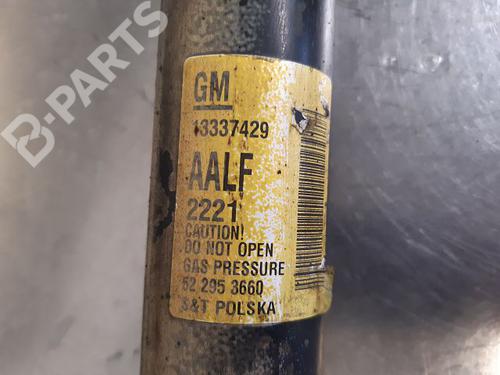 B-PARTS
GM
13337429
AALF
2221
CAUTION!
DO NOT OPEN
GAS PRESSURE
52 295 3660
S&T POLSKA